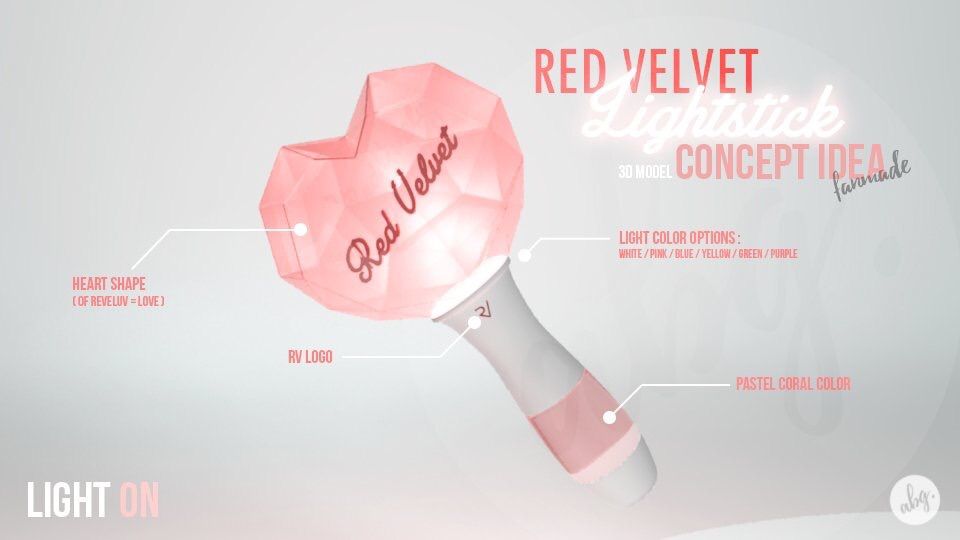 RED VELVET
Lightstick
3D MODEL CONCEPT IDEA
fanmade
Red Velvet
LIGHT COLOR OPTIONS :
WHITE / PINK / BLUE / YELLOW / GREEN / PURPLE
HEART SHAPE
( OF REVELUV = LOVE )
RV
RV LOGO
PASTEL CORAL COLOR
LIGHT ON
abg.